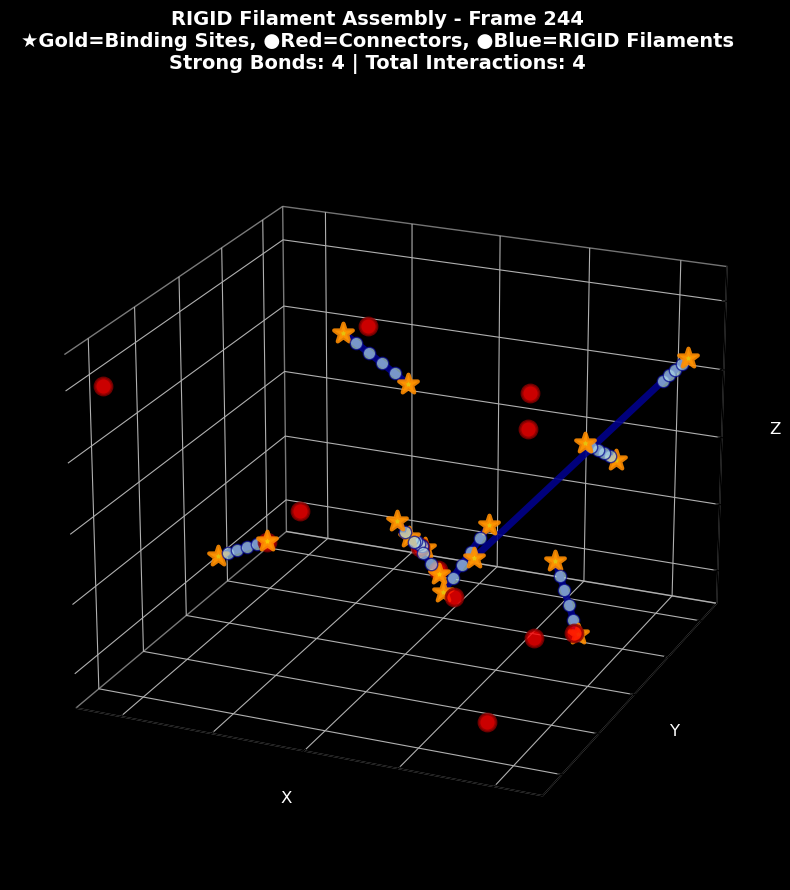 RIGID Filament Assembly - Frame 244
★Gold=Binding Sites, ●Red=Connectors, ●Blue=RIGID Filaments
Strong Bonds: 4 | Total Interactions: 4
Z
Y
X